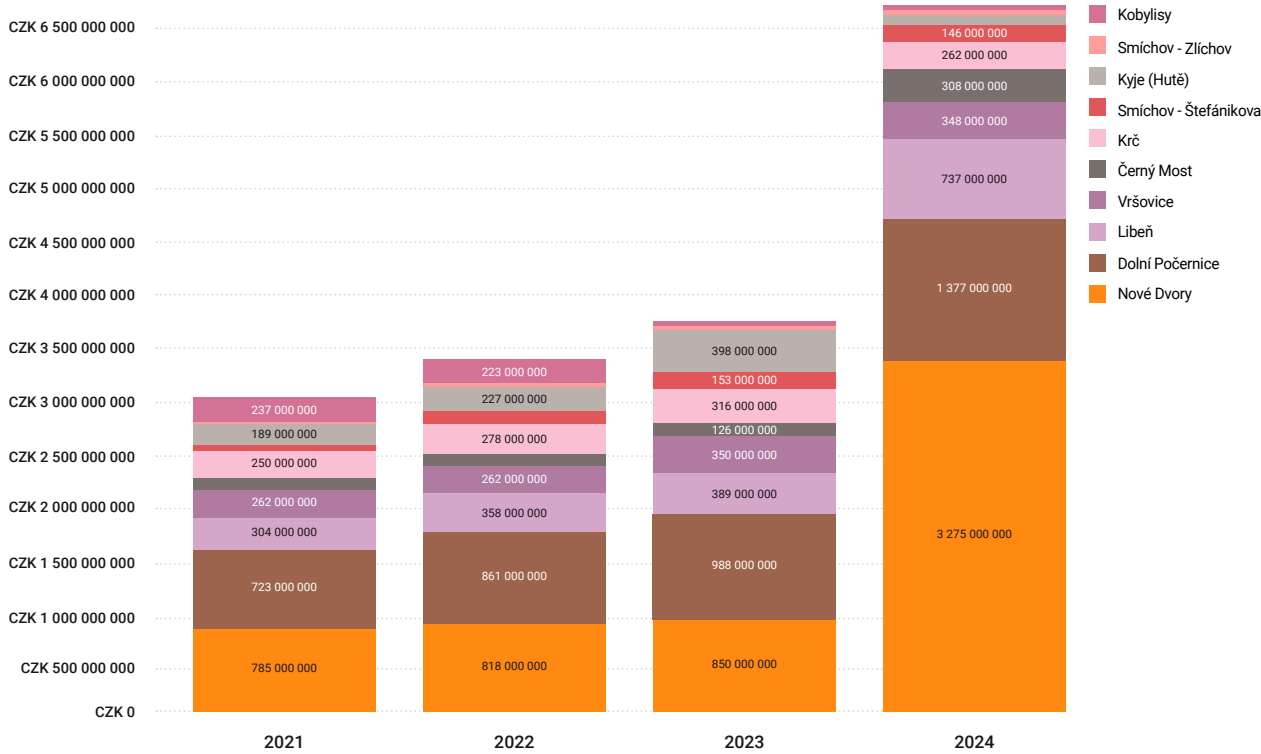 CZK 6 500 000 000
CZK 6 000 000 000
CZK 5 500 000 000
CZK 5 000 000 000
CZK 4 500 000 000
CZK 4 000 000 000
CZK 3 500 000 000
CZK 3 000 000 000
CZK 2 500 000 000
CZK 2 000 000 000
CZK 1 500 000 000
CZK 1 000 000 000
CZK 500 000 000
CZK 0
237 000 000
189 000 000
250 000 000
262 000 000
304 000 000
723 000 000
785 000 000
2021
223 000 000
227 000 000
278 000 000
262 000 000
358 000 000
861 000 000
818 000 000
2022
398 000 000
153 000 000
316 000 000
126 000 000
350 000 000
389 000 000
988 000 000
850 000 000
2023
146 000 000
262 000 000
308 000 000
348 000 000
737 000 000
1 377 000 000
3 275 000 000
2024
Kobylisy
Smíchov - Zlíchov
Kyje (Hutě)
Smíchov - Štefánikova
Krč
Černý Most
Vršovice
Libeň
Dolní Počernice
Nové Dvory